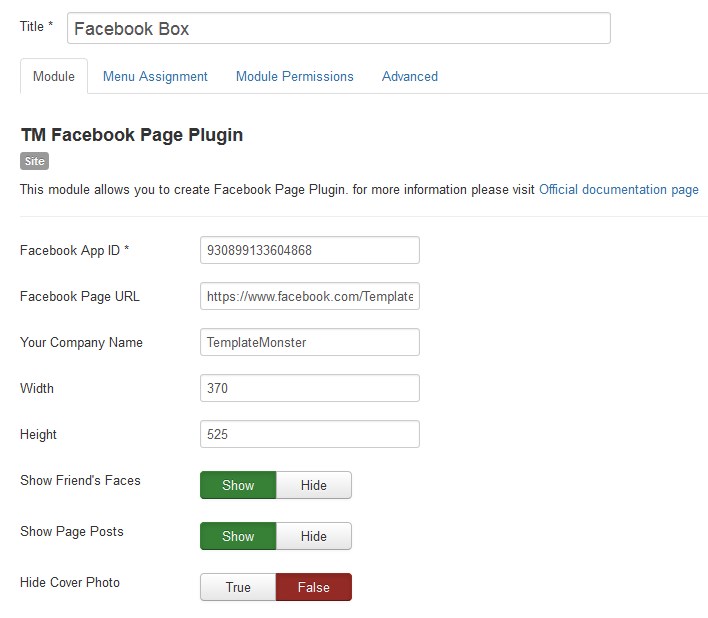 Title * Facebook Box
Module Menu Assignment Module Permissions Advanced
TM Facebook Page Plugin
Site
This module allows you to create Facebook Page Plugin. for more information please visit Official documentation page
Facebook App ID * 930899133604868
Facebook Page URL https://www.facebook.com/Template
Your Company Name TemplateMonster
Width 370
Height 525
Show Friend's Faces Show Hide
Show Page Posts Show Hide
Hide Cover Photo True False